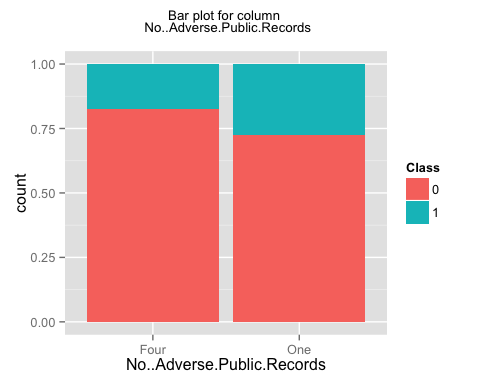 Bar plot for column
No..Adverse.Public.Records
1.00
0.75
0.50
0.25
0.00
count
Four
One
No..Adverse.Public.Records
Class
0
1